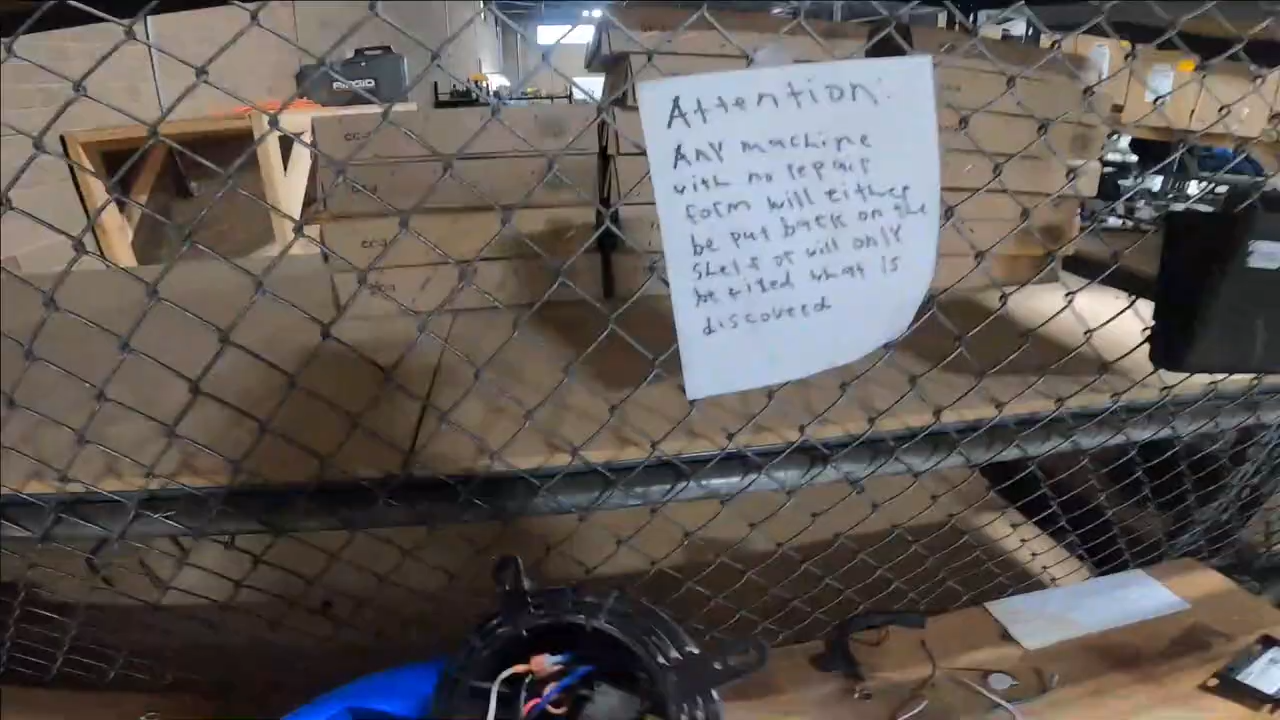 RIDGID
Attention:
Any machine
with no repair
form will either
be put back on the
shelf or will only
be fixed what is
discovered